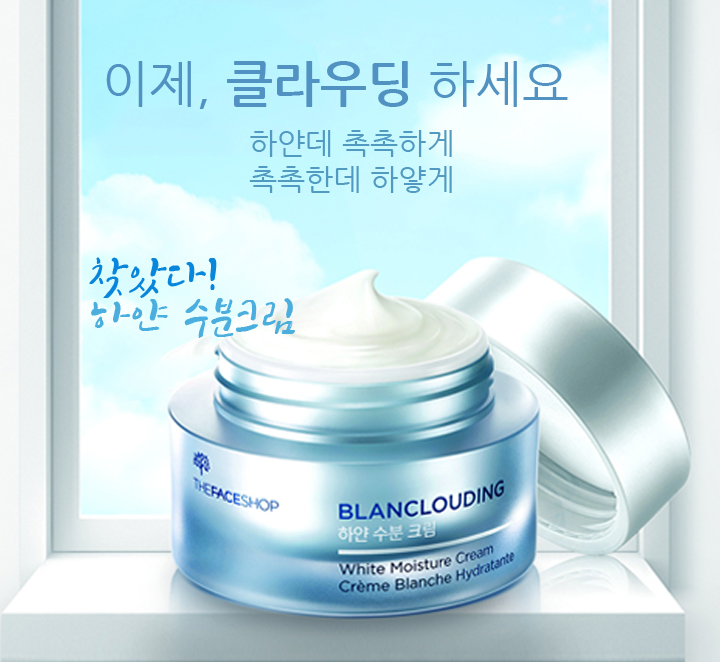 이제, 클라우딩 하세요
하얀데 촉촉하게
촉촉한데 하얗게
찾았다!
하얀 수분크림
THEFACESHOP
BLANCLOUDING
하얀 수분 크림
White Moisture Cream
Crème Blanche Hydratante